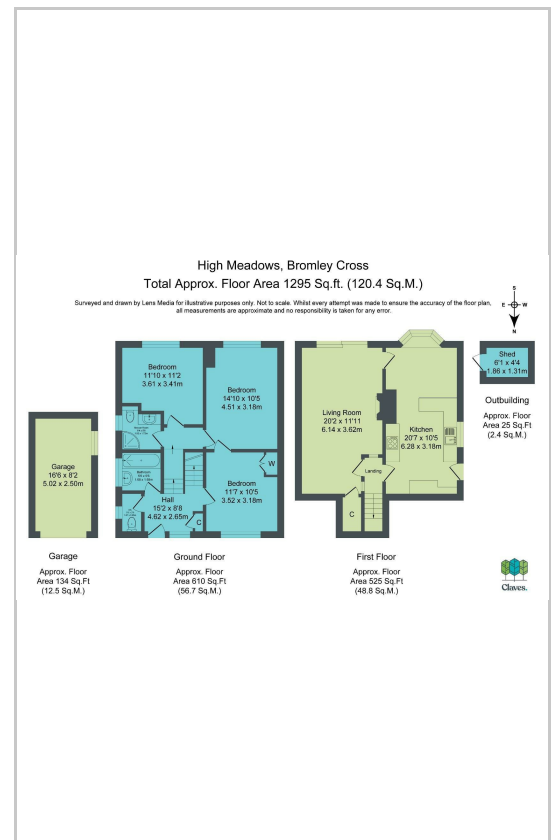 High Meadows, Bromley Cross
Total Approx. Floor Area 1295 Sq.ft. (120.4 Sq.M.)
Surveyed and drawn by Lens Media for illustrative purposes only. Not to scale. Whilst every attempt was made to ensure the accuracy of the floor plan,
all measurements are approximate and no responsibility is taken for any error.
S
E W
N
Garage
16'6 x 8'2
5.02 x 2.50m
Garage
Approx. Floor
Area 134 Sq.Ft
(12.5 Sq.M.)
Bedroom
11'10 x 11'2
3.61 x 3.41m
Bedroom
14'10 x 10'5
4.51 x 3.18m
Bathroom
W
Bedroom
11'7 x 10'5
3.52 x 3.18m
Hall
15'2 x 8'8
4.62 x 2.65m
C
Ground Floor
Approx. Floor
Area 610 Sq.Ft
(56.7 Sq.M.)
Living Room
20'2 x 11'11
6.14 x 3.62m
Kitchen
20'7 x 10'5
6.28 x 3.18m
Landing
C
First Floor
Approx. Floor
Area 525 Sq.Ft
(48.8 Sq.M.)
Shed
6'1 x 4'4
1.86 x 1.31m
Outbuilding
Approx. Floor
Area 25 Sq.Ft
(2.4 Sq.M.)
Claves.